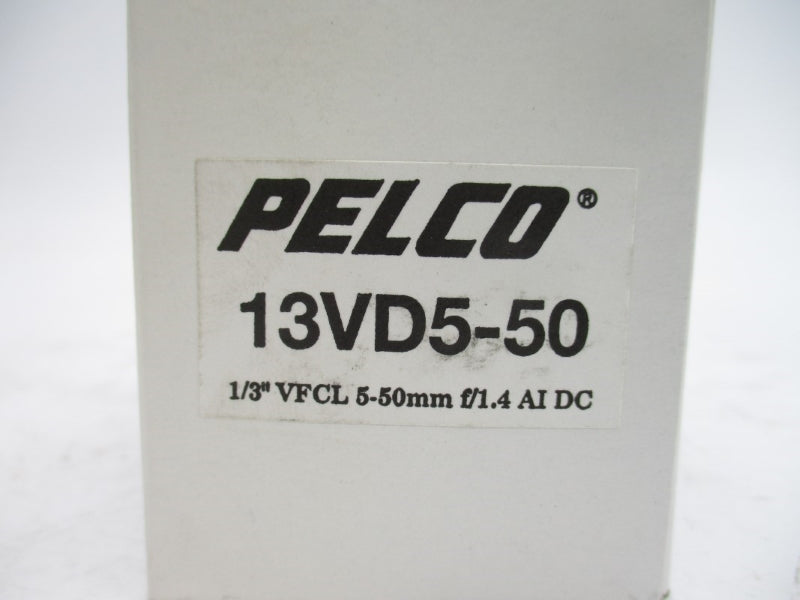 PELCO®
13VD5-50
1/3" VFCL 5-50mm f/1.4 AI DC